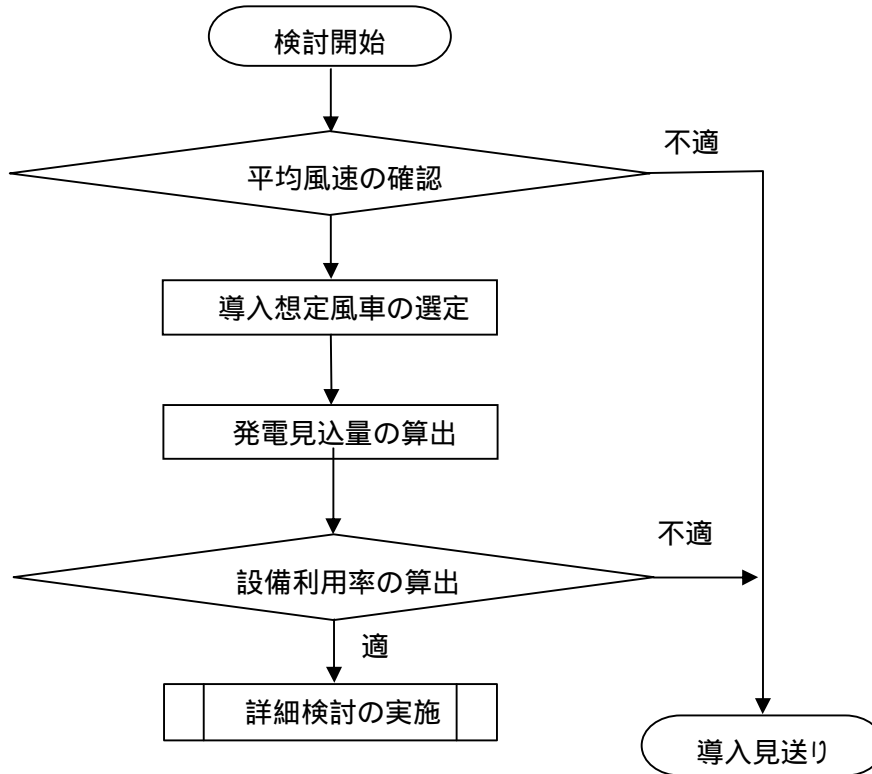 検討開始
不適
平均風速の確認
導入想定風車の選定
発電見込量の算出
不適
設備利用率の算出
適
詳細検討の実施
導入見送り